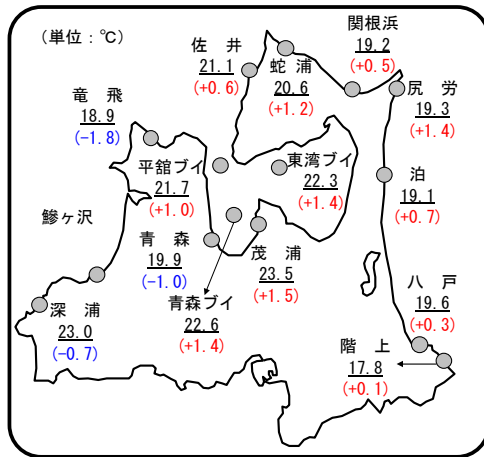 (単位：℃)
関根浜
19.2
(+0.5)
佐井
21.1
(+0.6)
蛇浦
20.6
(+1.2)
尻労
19.3
(+1.4)
竜飛
18.9
(-1.8)
平舘ブイ
21.7
(+1.0)
東湾ブイ
22.3
(+1.4)
泊
19.1
(+0.7)
鰺ヶ沢
青森
19.9
(-1.0)
茂浦
23.5
(+1.5)
青森ブイ
22.6
(+1.4)
八戸
19.6
(+0.3)
深浦
23.0
(-0.7)
階上
17.8
(+0.1)